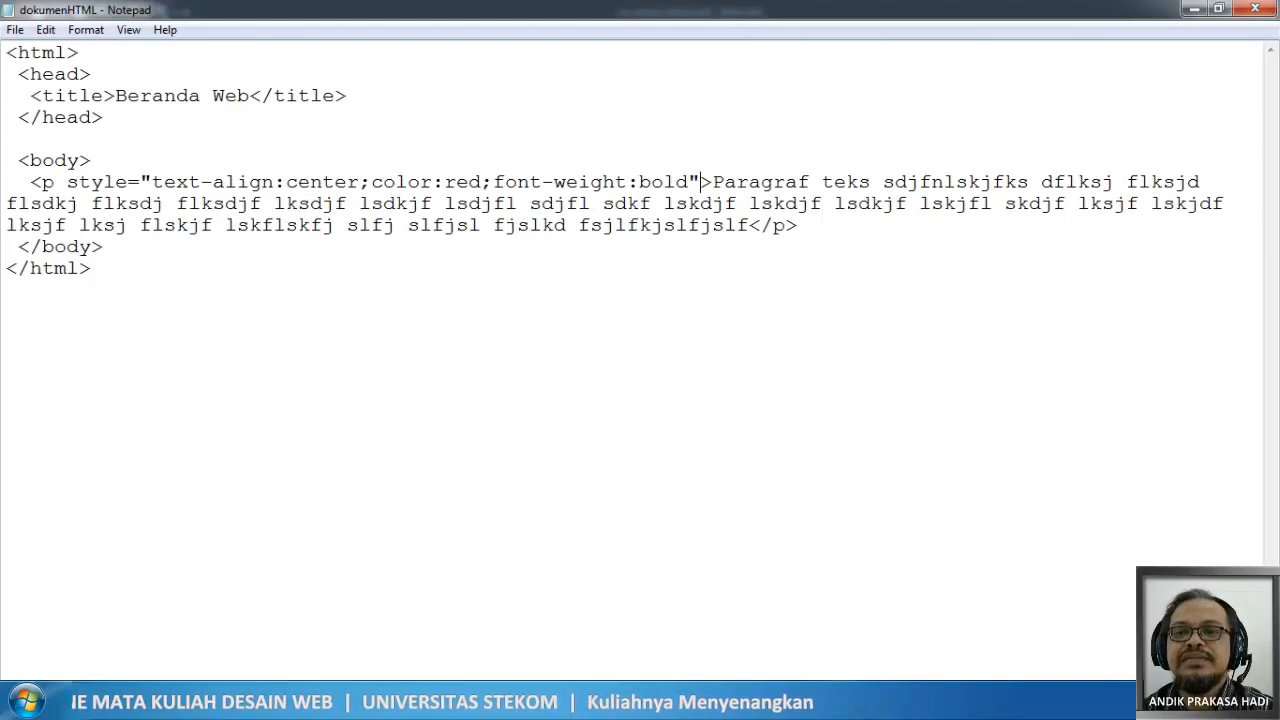 dokumenHTML - Notepad
File Edit Format View Help
<html>
<head>
<title>Beranda Web</title>
</head>
<body>
<p style="text-align:center;color:red;font-weight:bold">Paragraf teks sdjfnlskjfks dflksj flksjd
flsdkj flksdj flksdjf lksdjf lsdkjf lsdjfl sdjfl sdkf lskdjf lskdjf lsdkjf lskjfl skdjf lksjf lskjdf
lksjf lksj flskjf lskflskfj slfj slfjsl fjslkd fsjlfkjslfjslf</p>
</body>
</html>
IE MATA KULIAH DESAIN WEB | UNIVERSITAS STEKOM | Kuliahnya Menyenangkan
ANDIK PRAKASA HADI